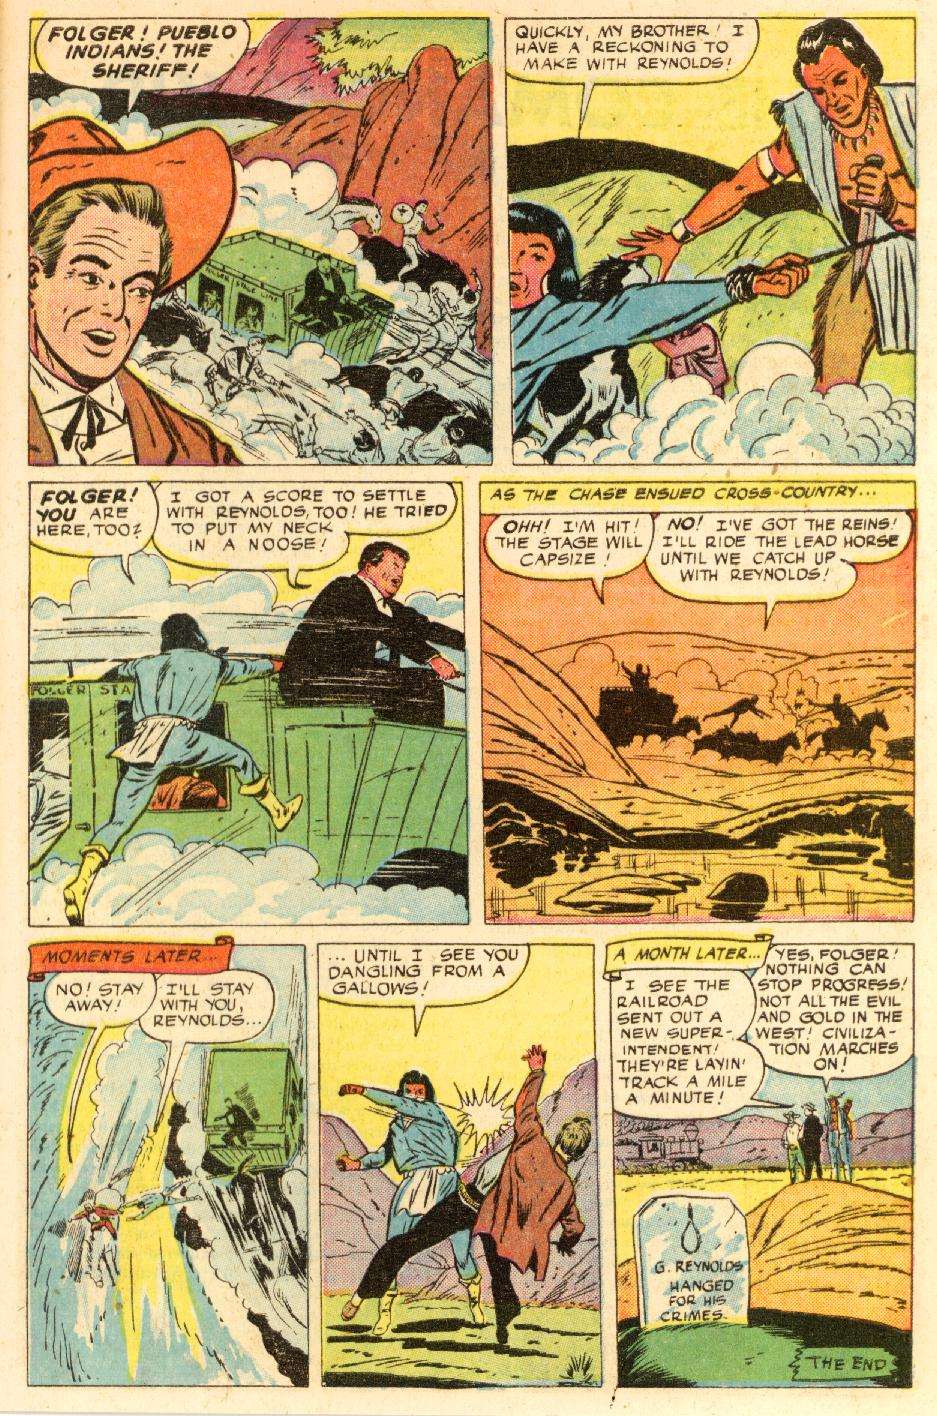 FOLGER! PUEBLO
INDIANS! THE
SHERIFF!
STAGE LINE
QUICKLY, MY BROTHER! I
HAVE A RECKONING TO
MAKE WITH REYNOLDS!
FOLGER!
YOU ARE
HERE, TOO?
I GOT A SCORE TO SETTLE
WITH REYNOLDS, TOO! HE TRIED
TO PUT MY NECK
IN A NOOSE!
FOLGER STA
AS THE CHASE ENSUED CROSS-COUNTRY...
OHH! I'M HIT!
THE STAGE WILL
CAPSIZE!
NO! I'VE GOT THE REINS!
I'LL RIDE THE LEAD HORSE
UNTIL WE CATCH UP
WITH REYNOLDS!
MOMENTS LATER...
NO! STAY
AWAY!
I'LL STAY
WITH YOU,
REYNOLDS...
... UNTIL I SEE YOU
DANGLING FROM A
GALLOWS!
A MONTH LATER...
I SEE THE
RAILROAD
SENT OUT A
NEW SUPER-
INTENDENT!
THEY'RE LAYIN'
TRACK A MILE
A MINUTE!
YES, FOLGER!
NOTHING CAN
STOP PROGRESS!
NOT ALL THE EVIL
AND GOLD IN THE
WEST! CIVILIZA-
TION MARCHES
ON!
G. REYNOLDS
HANGED
FOR HIS
CRIMES.
THE END